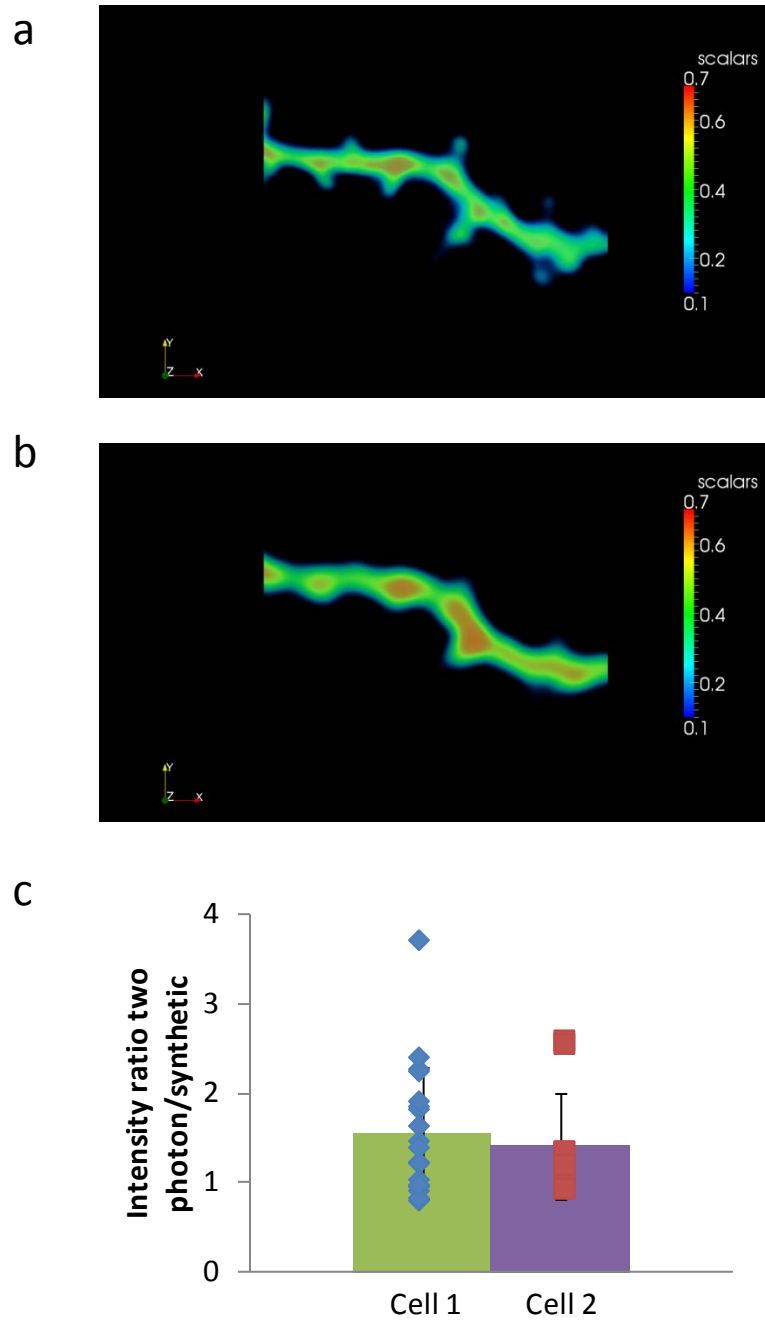 a
scalars
0.7
0.6
0.4
0.2
0.1
Y
Z X
b
scalars
0.7
0.6
0.4
0.2
0.1
Y
Z X
c
Intensity ratio two
photon/synthetic
4
3
2
1
0
Cell 1 Cell 2